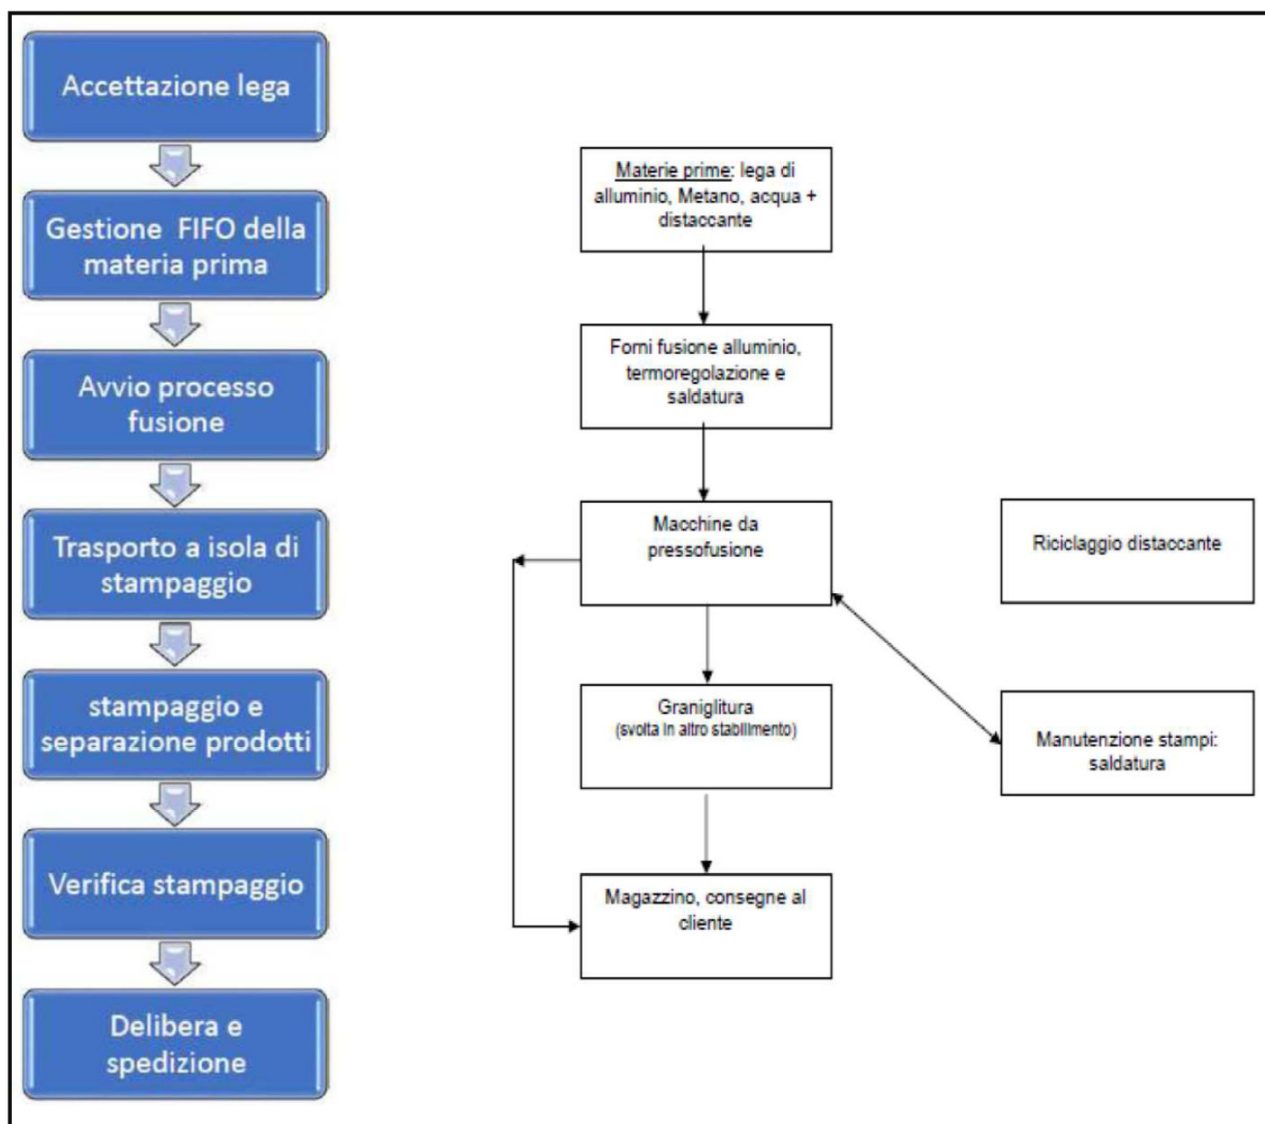 Accettazione lega
Gestione FIFO della
materia prima
Avvio processo
fusione
Trasporto a isola di
stampaggio
stampaggio e
separazione prodotti
Verifica stampaggio
Delibera e
spedizione
Materie prime: lega di
alluminio, Metano, acqua +
distaccante
Forni fusione alluminio,
termoregolazione e
saldatura
Macchine da
pressofusione
Graniglitura
(svolta in altro stabilimento)
Magazzino, consegne al
cliente
Riciclaggio distaccante
Manutenzione stampi:
saldatura